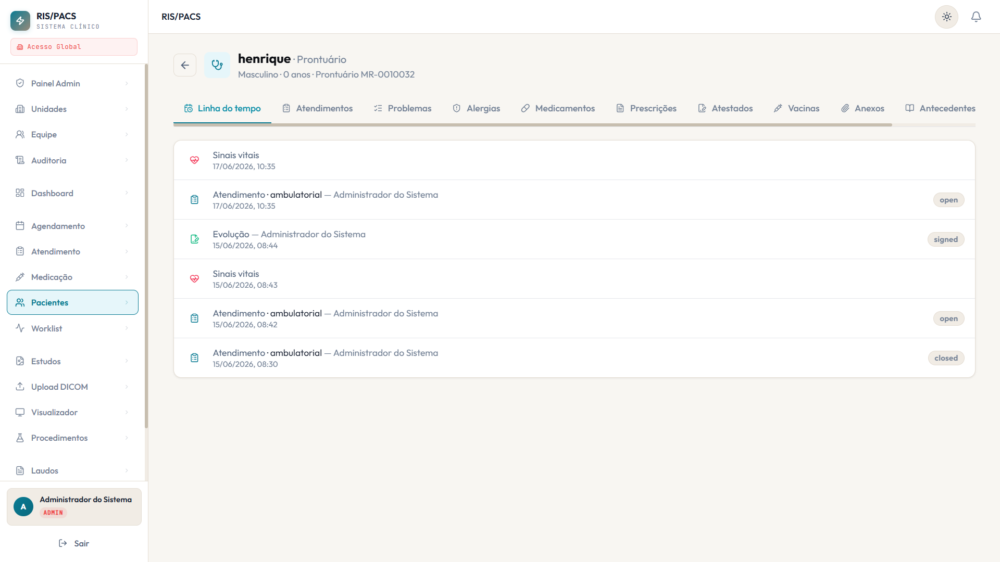 RIS/PACS
SISTEMA CLÍNICO
Acesso Global
Painel Admin
Unidades
Equipe
Auditoria
Dashboard
Agendamento
Atendimento
Medicação
Pacientes
Worklist
Estudos
Upload DICOM
Visualizador
Procedimentos
Laudos
A
Administrador do Sistema
ADMIN
Sair
RIS/PACS
henrique · Prontuário
Masculino · 0 anos · Prontuário MR-0010032
Linha do tempo
Atendimentos
Problemas
Alergias
Medicamentos
Prescrições
Atestados
Vacinas
Anexos
Antecedentes
Sinais vitais
17/06/2026, 10:35
Atendimento · ambulatorial — Administrador do Sistema
17/06/2026, 10:35
open
Evolução — Administrador do Sistema
15/06/2026, 08:44
signed
Sinais vitais
15/06/2026, 08:43
Atendimento · ambulatorial — Administrador do Sistema
15/06/2026, 08:42
open
Atendimento · ambulatorial — Administrador do Sistema
15/06/2026, 08:30
closed